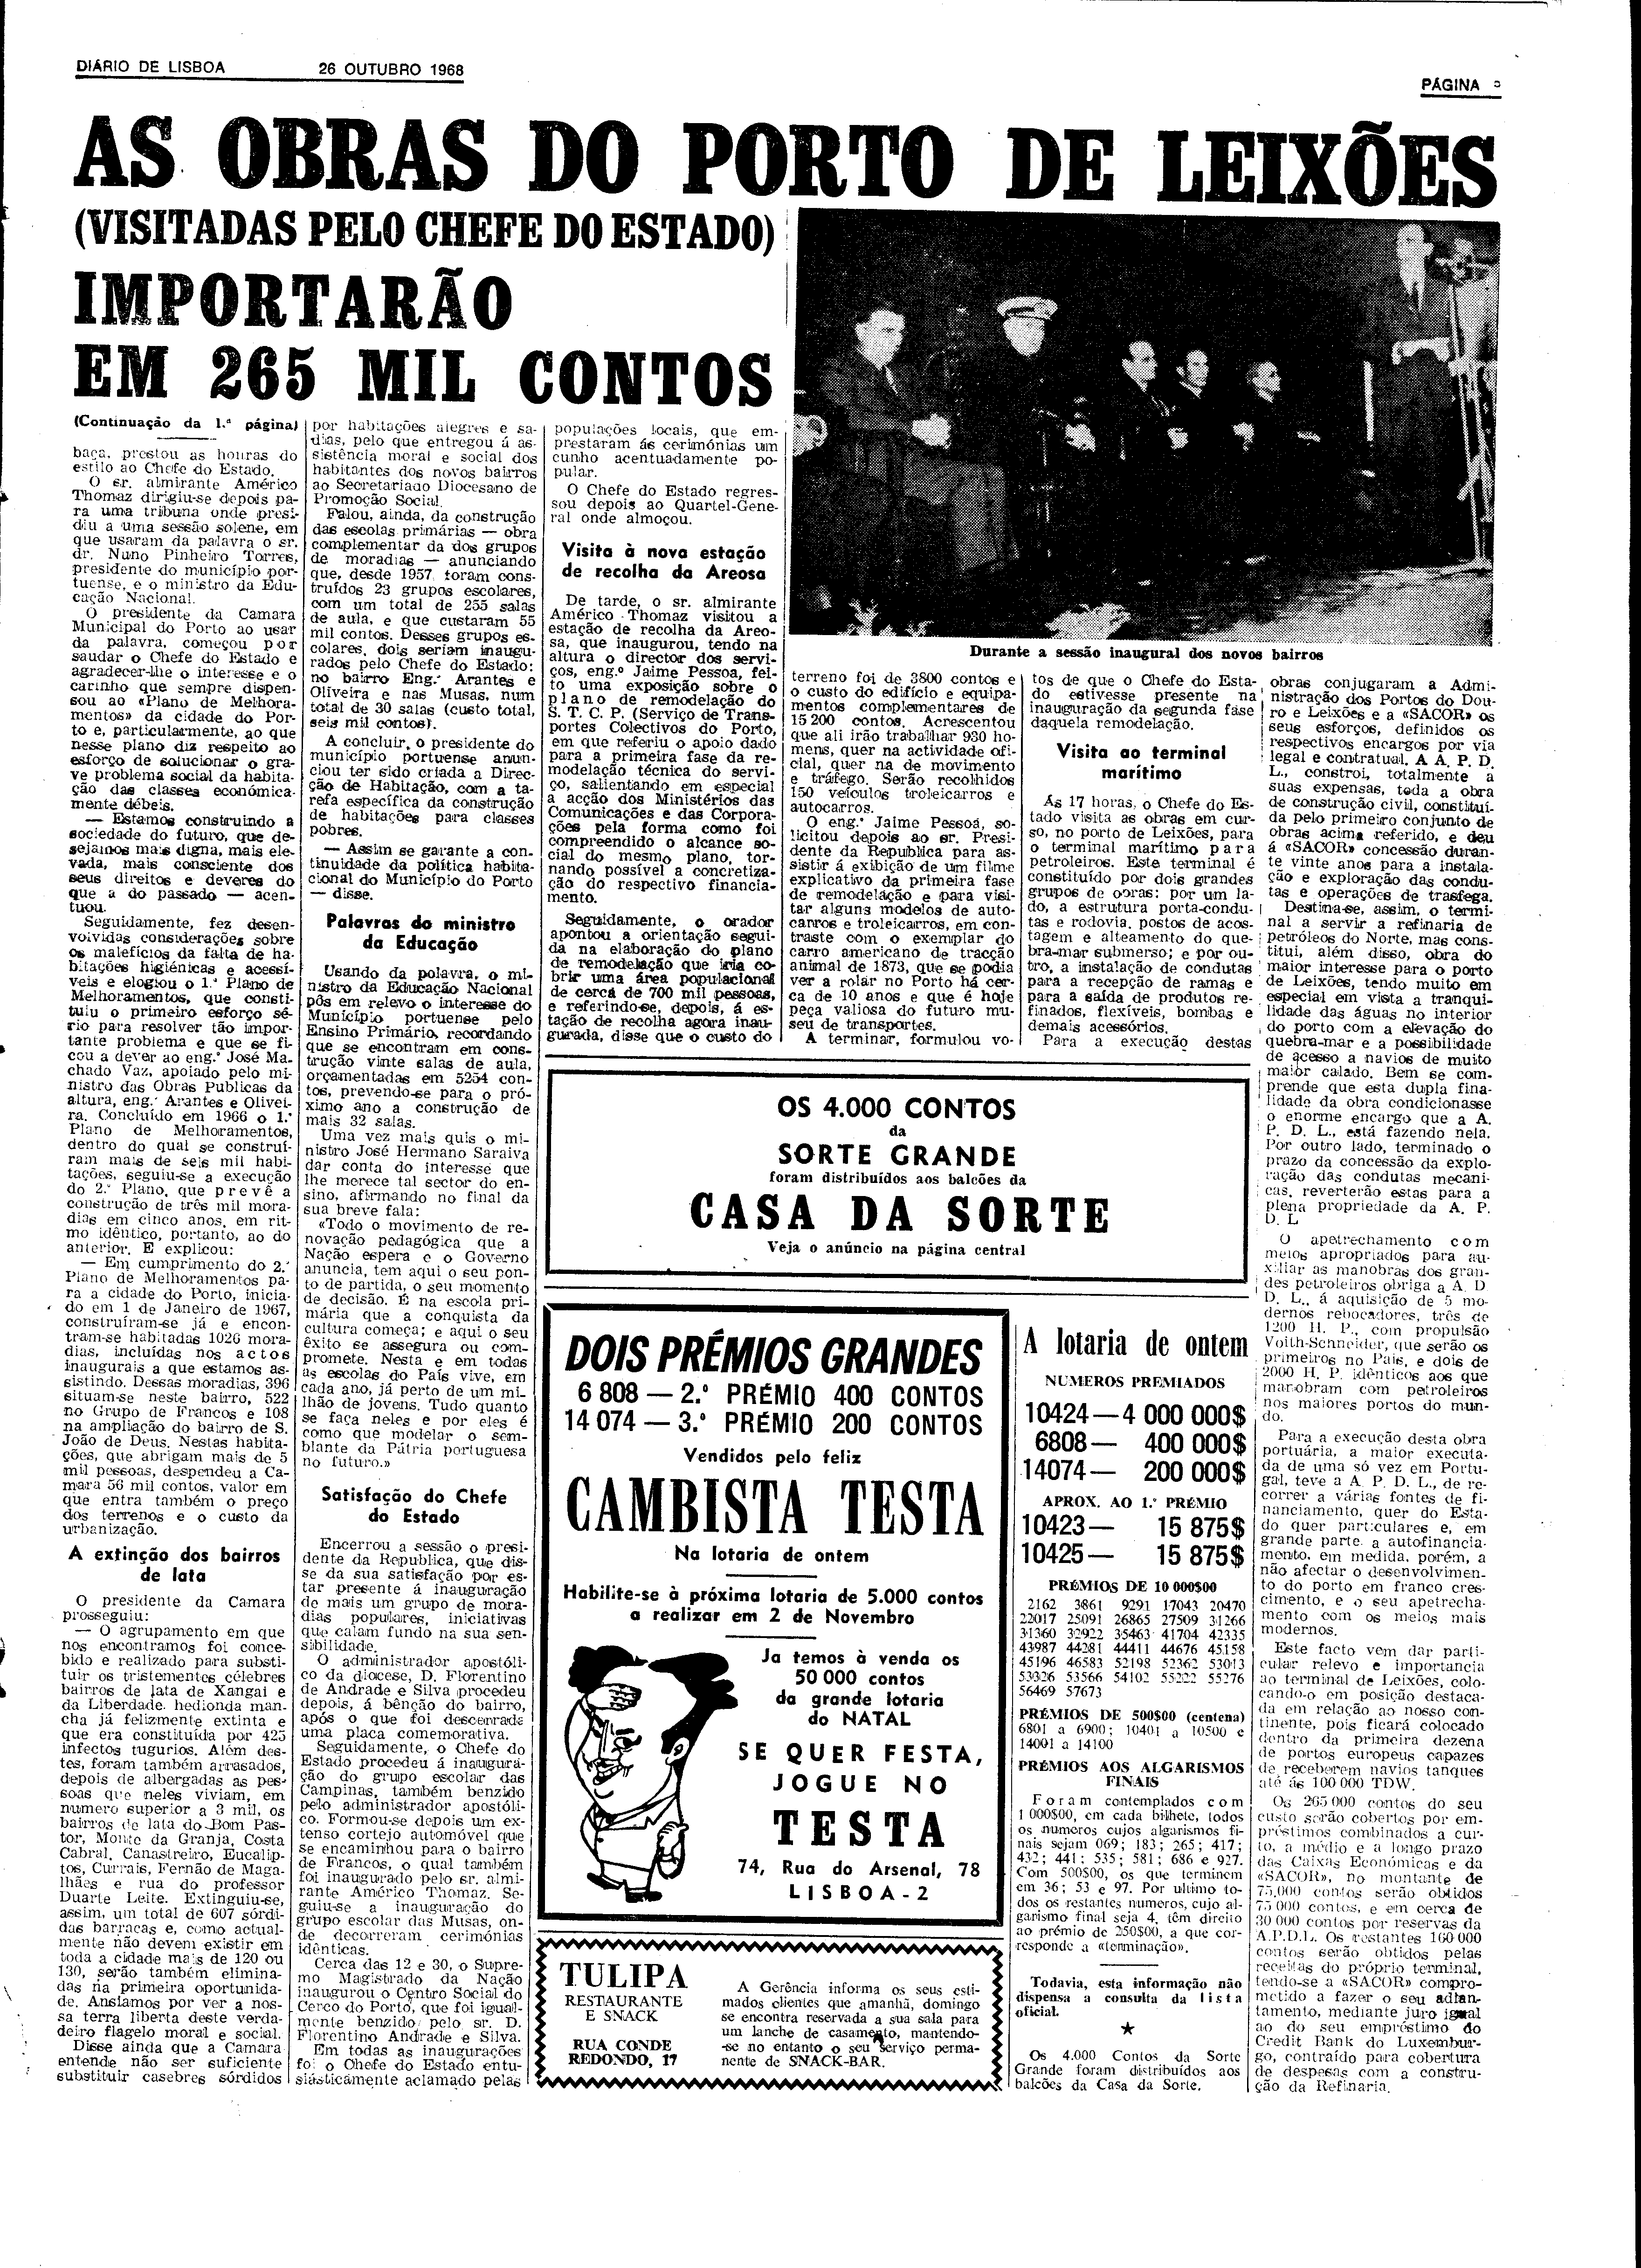 DIÁRIO DE LISBOA 26 OUTUBRO 1968
PÁGINA
AS OBRAS DO PORTO DE LEIXÕES
(VISITADAS PELO CHEFE DO ESTADO)
IMPORTARÃO
EM 265 MIL CONTOS
(Continuação da 1.ª página)
baça, prestou as honras do
estilo ao Chefe do Estado.
O sr. almirante Américo
Thomaz dirigiu-se depois pa-
ra uma tribuna onde presi-
diu a uma sessão solene, em
que usaram da palavra o sr.
dr. Nuno Pinheiro Torres,
presidente do município por-
tuense, e o ministro da Edu-
cação Nacional.
O presidente da Camara
Municipal do Porto ao usar
da palavra, começou por
saudar o Chefe do Estado e
agradecer-lhe o interesse e o
carinho que sempre dispen-
sou ao «Plano de Melhora-
mentos» da cidade do Por-
to e, particularmente, ao que
nesse plano diz respeito ao
esforço de solucionar o gra-
ve problema social da habita-
ção das classes económica-
mente débeis.
— Estamos construindo a
sociedade do futuro, que de-
sejamos mais digna, mais ele-
vada, mais consciente dos
seus direitos e deveres do
que a do passado — acen-
tuou.
Seguidamente, fez desen-
volvidas considerações sobre
os malefícios da falta de ha-
bitações higiénicas e acessí-
veis e elogiou o 1.º Plano de
Melhoramentos, que consti-
tuiu o primeiro esforço sé-
rio para resolver tão impor-
tante problema e que se fi-
cou a dever ao eng.º José Ma-
chado Vaz, apoiado pelo mi-
nistro das Obras Publicas da
altura, eng.º Arantes e Olivei-
ra. Concluído em 1966 o 1.º
Plano de Melhoramentos,
dentro do qual se construí-
ram mais de seis mil habi-
tações, seguiu-se a execução
do 2.º Plano, que prevê a
construção de três mil mora-
dias em cinco anos, em rit-
mo idêntico, portanto, ao do
anterior. E explicou:
— Em cumprimento do 2.º
Plano de Melhoramentos pa-
ra a cidade do Porto, inicia-
do em 1 de Janeiro de 1967,
construíram-se já e encon-
tram-se habitadas 1026 mora-
dias, incluídas nos actos
inaugurais a que estamos as-
sistindo. Dessas moradias, 396
situam-se neste bairro, 522
no Grupo de Francos e 108
na ampliação do bairro de S.
João de Deus. Nestas habita-
ções, que abrigam mais de 5
mil pessoas, despendeu a Ca-
mara 56 mil contos, valor em
que entra também o preço
dos terrenos e o custo da
urbanização.
A extinção dos bairros
de lata
O presidente da Camara
prosseguiu:
— O agrupamento em que
nos encontramos foi conce-
bido e realizado para substi-
tuir os tristementes célebres
bairros de lata de Xangai e
da Liberdade, hedionda man-
cha já felizmente extinta e
que era constituída por 425
infectos tugurios. Além des-
tes, foram também arrasados,
depois de albergadas as pes-
soas que neles viviam, em
numero superior a 3 mil, os
bairros de lata do Bom Pas-
tor, Monte da Granja, Costa
Cabral, Canastreiro, Eucalip-
tos, Currais, Fernão de Maga-
lhães e rua do professor
Duarte Leite. Extinguiu-se,
assim, um total de 607 sórdi-
das barracas e, como actual-
mente não devem existir em
toda a cidade mais de 120 ou
130, serão também elimina-
das na primeira oportunida-
de. Ansiamos por ver a nos-
sa terra liberta deste verda-
deiro flagelo moral e social.
Disse ainda que a Camara
entende não ser suficiente
substituir casebres sórdidos
por habitações alegres e sa-
dias, pelo que entregou á as-
sistência moral e social dos
habitantes dos novos bairros
ao Secretariado Diocesano de
Promoção Social.
Falou, ainda, da construção
das escolas primárias — obra
complementar da dos grupos
de moradias — anunciando
que, desde 1957, foram cons-
truídos 23 grupos escolares,
com um total de 255 salas
de aula, e que custaram 55
mil contos. Desses grupos es-
colares, dois seriam inaugu-
rados pelo Chefe do Estado:
no bairro Eng.º Arantes e
Oliveira e nas Musas, num
total de 30 salas (custo total,
seis mil contos).
A concluir, o presidente do
município portuense anun-
ciou ter sido criada a Direc-
ção de Habitação, com a ta-
refa específica da construção
de habitações para classes
pobres.
— Assim se garante a con-
tinuidade da política habita-
cional do Município do Porto
— disse.
Palavras do ministro
da Educação
Usando da palavra, o mi-
nistro da Educação Nacional
pôs em relevo o interesse do
Município portuense pelo
Ensino Primário, recordando
que se encontram em cons-
trução vinte salas de aula,
orçamentadas em 5254 con-
tos, prevendo-se para o pró-
ximo ano a construção de
mais 32 salas.
Uma vez mais quis o mi-
nistro José Hermano Saraiva
dar conta do interesse que
lhe merece tal sector do en-
sino, afirmando no final da
sua breve fala:
«Todo o movimento de re-
novação pedagógica que a
Nação espera e o Governo
anuncia, tem aqui o seu pon-
to de partida, o seu momento
de decisão. É na escola pri-
mária que a conquista da
cultura começa; e aqui o seu
êxito se assegura ou com-
promete. Nesta e em todas
as escolas do País vive, em
cada ano, já perto de um mi-
lhão de jovens. Tudo quanto
se faça neles e por eles é
como que modelar o sem-
blante da Pátria portuguesa
no futuro.»
Satisfação do Chefe
do Estado
Encerrou a sessão o presi-
dente da Republica, que dis-
se da sua satisfação por es-
tar presente á inauguração
de mais um grupo de mora-
dias populares, iniciativas
que calam fundo na sua sen-
sibilidade.
O administrador apostóli-
co da diocese, D. Florentino
de Andrade e Silva procedeu
depois, á bênção do bairro,
após o que foi descerrada
uma placa comemorativa.
Seguidamente, o Chefe do
Estado procedeu á inaugura-
ção do grupo escolar das
Campinas, também benzido
pelo administrador apostóli-
co. Formou-se depois um ex-
tenso cortejo automóvel que
se encaminhou para o bairro
de Francos, o qual também
foi inaugurado pelo sr. almi-
rante Américo Thomaz. Se-
guiu-se a inauguração do
grupo escolar das Musas, on-
de decorreram cerimónias
idênticas.
Cerca das 12 e 30, o Supre-
mo Magistrado da Nação
inaugurou o Centro Social do
Cerco do Porto, que foi igual-
mente benzido pelo sr. D.
Florentino Andrade e Silva.
Em todas as inaugurações
foi o Chefe do Estado entu-
siásticamente aclamado pelas
populações locais, que em-
prestaram ás cerimónias um
cunho acentuadamente po-
pular.
O Chefe do Estado regres-
sou depois ao Quartel-Gene-
ral onde almoçou.
Visita à nova estação
de recolha da Areosa
De tarde, o sr. almirante
Américo Thomaz visitou a
estação de recolha da Areo-
sa, que inaugurou, tendo na
altura o director dos servi-
ços, eng.º Jaime Pessoa, fei-
to uma exposição sobre o
plano de remodelação do
S. T. C. P. (Serviço de Trans-
portes Colectivos do Porto,
em que referiu o apoio dado
para a primeira fase da re-
modelação técnica do servi-
ço, salientando em especial
a acção dos Ministérios das
Comunicações e das Corpora-
ções pela forma como foi
compreendido o alcance so-
cial do mesmo plano, tor-
nando possível a concretiza-
ção do respectivo financia-
mento.
Seguidamente, o orador
apontou a orientação segui-
da na elaboração do plano
de remodelação que iria co-
brir uma área populacional
de cerca de 700 mil pessoas,
e referindo-se, depois, á es-
tação de recolha agora inau-
gurada, disse que o custo do
Durante a sessão inaugural dos novos bairros
terreno foi de 3800 contos e
o custo do edifício e equipa-
mentos complementares de
15 200 contos. Acrescentou
que ali irão trabalhar 930 ho-
mens, quer na actividade ofi-
cial, quer na de movimento
e tráfego. Serão recolhidos
150 veículos troleicarros e
autocarros.
O eng.º Jaime Pessoa, so-
licitou depois ao sr. Presi-
dente da Republica para as-
sistir á exibição de um filme
explicativo da primeira fase
de remodelação e para visi-
tar alguns modelos de auto-
carros e troleicarros, em con-
traste com o exemplar do
carro americano de tracção
animal de 1873, que se podia
ver a rolar no Porto há cer-
ca de 10 anos e que é hoje
peça valiosa do futuro mu-
seu de transportes.
A terminar, formulou vo-
tos de que o Chefe do Esta-
do estivesse presente na
inauguração da segunda fase
daquela remodelação.
Visita ao terminal
marítimo
Ás 17 horas, o Chefe do Es-
tado visita as obras em cur-
so, no porto de Leixões, para
o terminal marítimo para
petroleiros. Este terminal é
constituído por dois grandes
grupos de obras: por um la-
do, a estrutura porta-condu-
tas e rodovia, postos de acos-
tagem e alteamento do que-
bra-mar submerso; e por ou-
tro, a instalação de condutas
para a recepção de ramas e
para a saída de produtos re-
finados, flexíveis, bombas e
demais acessórios.
Para a execução destas
obras conjugaram a Admi-
nistração dos Portos do Dou-
ro e Leixões e a «SACOR» os
seus esforços, definidos os
respectivos encargos por via
legal e contratual. A A. P. D.
L., constroi, totalmente a
suas expensas, toda a obra
de construção civil, constituí-
da pelo primeiro conjunto de
obras acima referido, e deu
á «SACOR» concessão duran-
te vinte anos para a instala-
ção e exploração das condu-
tas e operações de trasfega.
Destina-se, assim, o termi-
nal a servir a refinaria de
petróleos do Norte, mas cons-
titui, além disso, obra do
maior interesse para o porto
de Leixões, tendo muito em
especial em vista a tranqui-
lidade das águas no interior
do porto com a elevação do
quebra-mar e a possibilidade
de acesso a navios de muito
maior calado. Bem se com-
prende que esta dupla fina-
lidade da obra condicionasse
o enorme encargo que a A.
P. D. L., está fazendo nela.
Por outro lado, terminado o
prazo da concessão da explo-
ração das condutas mecani-
cas, reverterão estas para a
plena propriedade da A. P.
D. L
O apetrechamento com
meios apropriados para au-
xiliar as manobras dos gran-
des petroleiros obriga a A. D.
D. L., á aquisição de 5 mo-
dernos rebocadores, três de
1200 H. P., com propulsão
Voith-Schneider, que serão os
primeiros no País, e dois de
2000 H. P. idênticos aos que
manobram com petroleiros
nos maiores portos do mun-
do.
Para a execução desta obra
portuária, a maior executa-
da de uma só vez em Portu-
gal, teve a A. P. D. L., de re-
correr a várias fontes de fi-
nanciamento, quer do Esta-
do quer particulares e, em
grande parte, a autofinancia-
mento, em medida, porém, a
não afectar o desenvolvimen-
to do porto em franco cres-
cimento, e o seu apetrecha-
mento com os meios mais
modernos.
Este facto vem dar parti-
cular relevo e importancia
ao terminal de Leixões, colo-
cando-o em posição destaca-
da em relação ao nosso con-
tinente, pois ficará colocado
dentro da primeira dezena
de portos europeus capazes
de receberem navios tanques
até ás 100 000 TDW.
Os 265 000 contos do seu
custo serão cobertos por em-
préstimos combinados a cur-
to, a médio e a longo prazo
das Caixas Económicas e da
«SACOR», no montante de
75.000 contos serão obtidos
75 000 contos, e em cerca de
30 000 contos por reservas da
A.P.D.L. Os restantes 160 000
contos serão obtidos pelas
receitas do próprio terminal,
tendo-se a «SACOR» compro-
metido a fazer o seu adian-
tamento, mediante juro igual
ao do seu empréstimo do
Credit Bank do Luxembur-
go, contraído para cobertura
de despesas com a constru-
ção da Refinaria.
OS 4.000 CONTOS
da
SORTE GRANDE
foram distribuídos aos balcões da
CASA DA SORTE
Veja o anúncio na página central
DOIS PRÉMIOS GRANDES
6 808 — 2.º PRÉMIO 400 CONTOS
14 074 — 3.º PRÉMIO 200 CONTOS
Vendidos pelo feliz
CAMBISTA TESTA
Na lotaria de ontem
Habilite-se à próxima lotaria de 5.000 contos
a realizar em 2 de Novembro
Ja temos à venda os
50 000 contos
da grande lotaria
do NATAL
SE QUER FESTA,
JOGUE NO
TESTA
74, Rua do Arsenal, 78
LISBOA-2
TULIPA
RESTAURANTE
E SNACK
RUA CONDE
REDONDO, 17
A Gerência informa os seus esti-
mados clientes que amanhã, domingo
se encontra reservada a sua sala para
um lanche de casamento, mantendo-
-se no entanto o seu serviço perma-
nente de SNACK-BAR.
A lotaria de ontem
NUMEROS PREMIADOS
10424 — 4 000 000$
6808 — 400 000$
14074 — 200 000$
APROX. AO 1.º PRÉMIO
10423 — 15 875$
10425 — 15 875$
PRÉMIOS DE 10 000$00
2162 3861 9291 17043 20470
22017 25091 26865 27509 31266
31360 32922 35463 41704 42335
43987 44281 44411 44676 45158
45196 46583 52198 52362 53013
53326 53566 54102 55222 55276
56469 57673
PRÉMIOS DE 500$00 (centena)
6801 a 6900; 10401 a 10500 e
14001 a 14100
PRÉMIOS AOS ALGARISMOS
FINAIS
Foram contemplados com
1 000$00, em cada bilhete, todos
os numeros cujos algarismos fi-
nais sejam 069; 183; 265; 417;
432; 441; 535; 581; 686 e 927.
Com 500$00, os que terminem
em 36; 53 e 97. Por ultimo to-
dos os restantes numeros, cujo al-
garismo final seja 4, têm direito
ao prémio de 250$00, a que cor-
responde a «terminação».
Todavia, esta informação não
dispensa a consulta da lista
oficial.
Os 4.000 Contos da Sorte
Grande foram distribuídos aos
balcões da Casa da Sorte.